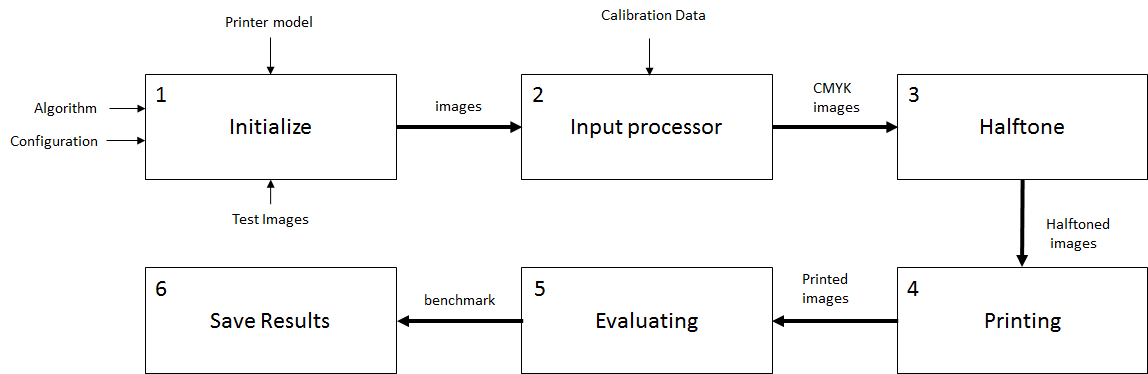 Printer model
Calibration Data
1
2
3
Algorithm
Configuration
Initialize
images
Input processor
CMYK
images
Halftone
Test Images
Halftoned
images
6
5
4
Save Results
benchmark
Evaluating
Printed
images
Printing